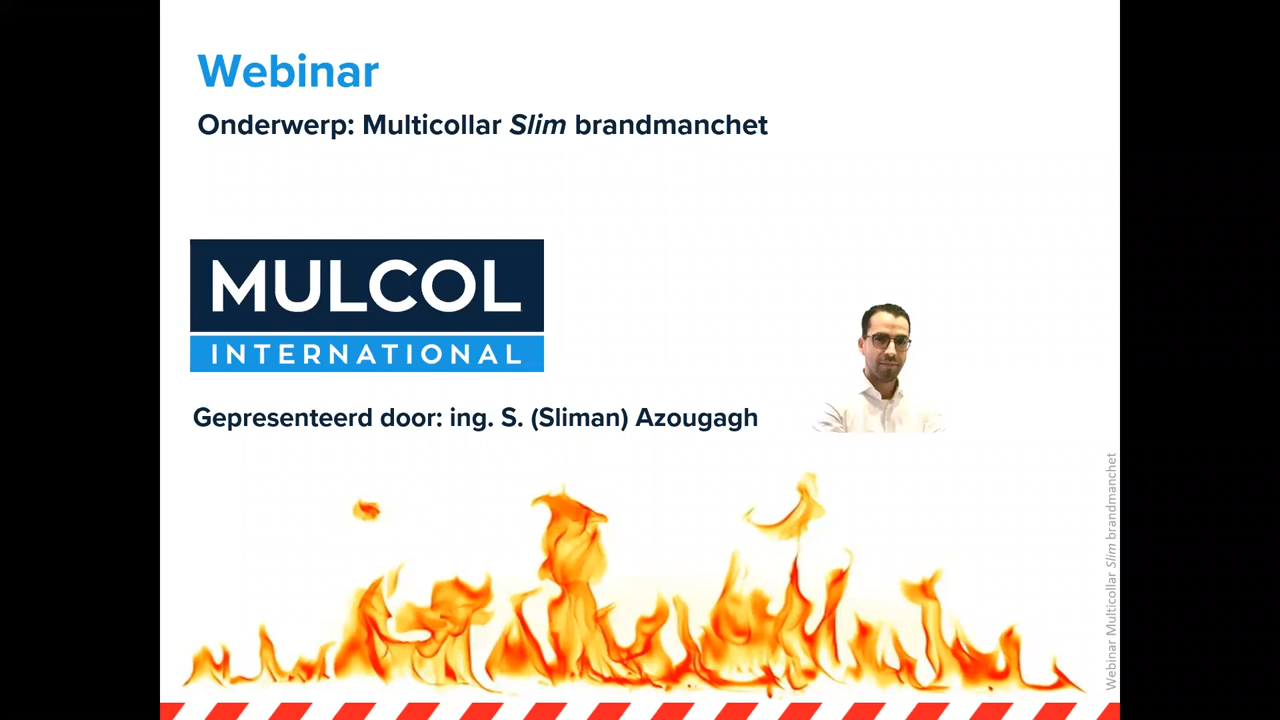 Webinar
Onderwerp: Multicollar Slim brandmanchet
MULCOL
INTERNATIONAL
Gepresenteerd door: ing. S. (Sliman) Azougagh
Webinar Multicollar Slim brandmanchet